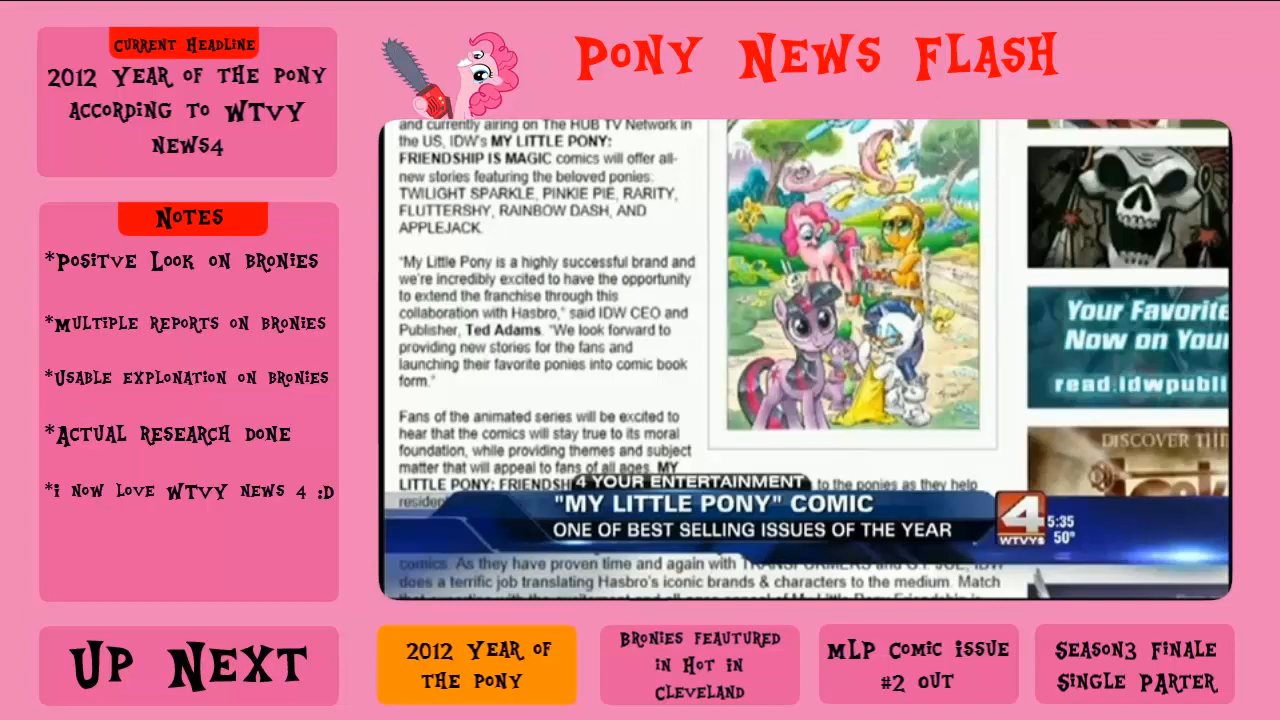 Current Headline
2012 Year of the Pony
according to WTVY
news4
Notes
*Positve Look on bronies
*Multiple reports on bronies
*Usable explonation on bronies
*Actual research done
*i now love WTVY news 4 :D
Pony News Flash
and currently airing on The HUB TV Network in
the US, IDW's MY LITTLE PONY:
FRIENDSHIP IS MAGIC comics will offer all-
new stories featuring the beloved ponies:
TWILIGHT SPARKLE, PINKIE PIE, RARITY,
FLUTTERSHY, RAINBOW DASH, AND
APPLEJACK.
"My Little Pony is a highly successful brand and
we're incredibly excited to have the opportunity
to extend the franchise through this
collaboration with Hasbro," said IDW CEO and
Publisher, Ted Adams. "We look forward to
providing new stories for the fans and
launching their favorite ponies into comic book
form."
Fans of the animated series will be excited to
hear that the comics will stay true to its moral
foundation, while providing themes and subject
matter that will appeal to fans of all ages. MY
LITTLE PONY: FRIENDSH to the ponies as they help
4 YOUR ENTERTAINMENT
"MY LITTLE PONY" COMIC
ONE OF BEST SELLING ISSUES OF THE YEAR
4
WTVY
5:35
50°
comics. As they have proven time and again with TRANSFORMERS and G.I. JOE, IDW
does a terrific job translating Hasbro's iconic brands & characters to the medium. Match
Your Favorite
Now on You
read.idwpubli
DISCOVER THE
Up Next
2012 Year of
the Pony
Bronies feautured
in Hot in
Cleveland
MLP Comic issue
#2 out
Season3 Finale
Single Parter